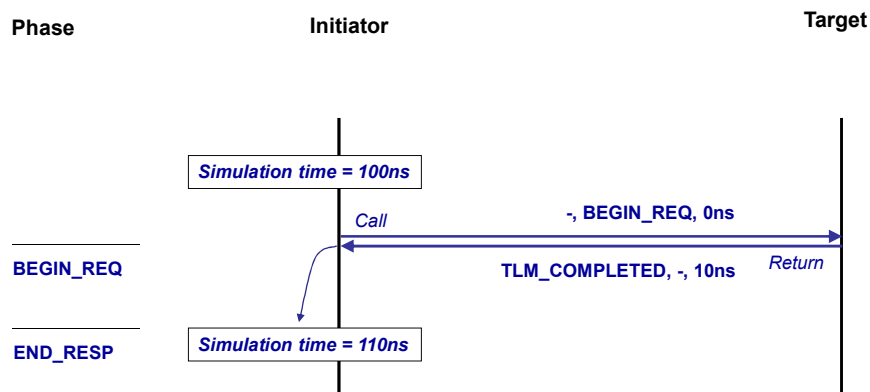 Phase
Initiator
Target
Simulation time = 100ns
Call
-, BEGIN_REQ, 0ns
BEGIN_REQ
TLM_COMPLETED, -, 10ns
Return
END_RESP
Simulation time = 110ns